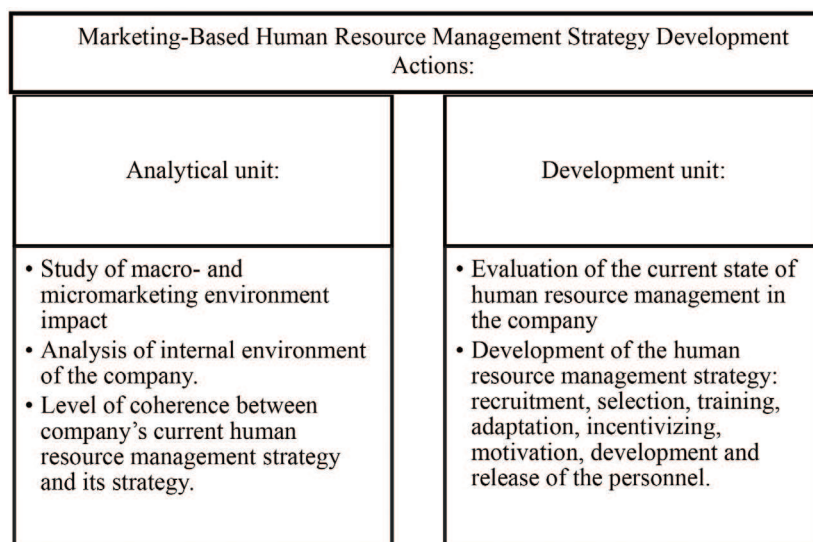 Marketing-Based Human Resource Management Strategy Development
Actions:
Analytical unit:
• Study of macro- and
micromarketing environment
impact
• Analysis of internal environment
of the company.
• Level of coherence between
company’s current human
resource management strategy
and its strategy.
Development unit:
• Evaluation of the current state of
human resource management in
the company
• Development of the human
resource management strategy:
recruitment, selection, training,
adaptation, incentivizing,
motivation, development and
release of the personnel.